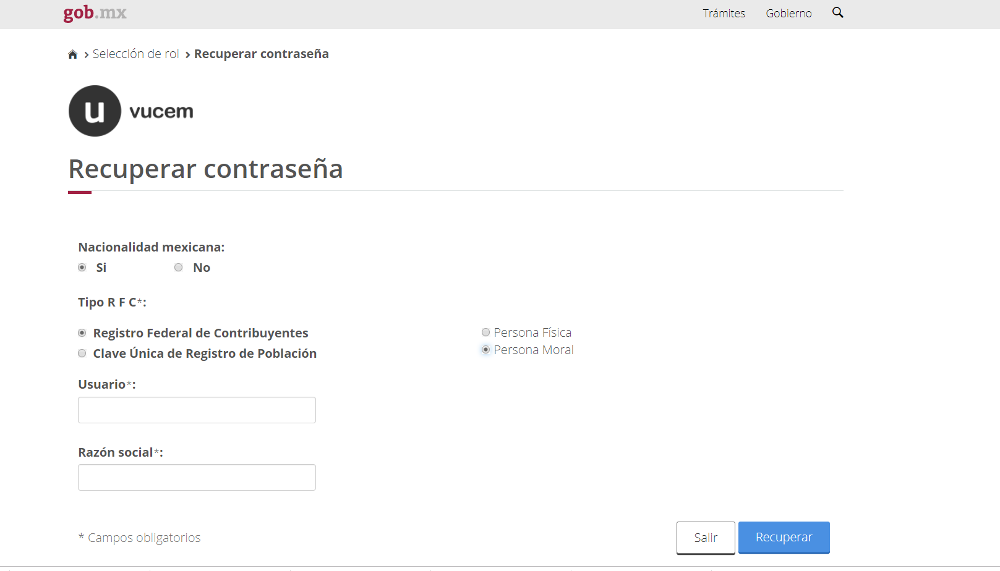 gob.mx
Trámites Gobierno
Selección de rol Recuperar contraseña
u vucem
Recuperar contraseña
Nacionalidad mexicana:
Si No
Tipo R F C*:
Registro Federal de Contribuyentes Persona Física
Clave Única de Registro de Población Persona Moral
Usuario*:
Razón social*:
* Campos obligatorios Salir Recuperar